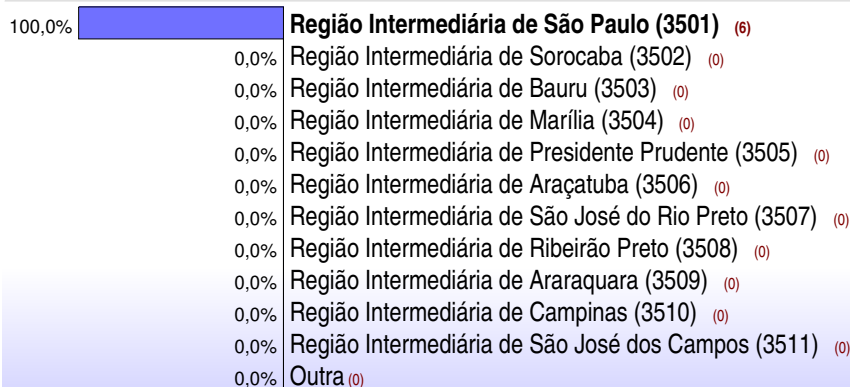 100,0% Região Intermediária de São Paulo (3501) (6)
0,0% Região Intermediária de Sorocaba (3502) (0)
0,0% Região Intermediária de Bauru (3503) (0)
0,0% Região Intermediária de Marília (3504) (0)
0,0% Região Intermediária de Presidente Prudente (3505) (0)
0,0% Região Intermediária de Araçatuba (3506) (0)
0,0% Região Intermediária de São José do Rio Preto (3507) (0)
0,0% Região Intermediária de Ribeirão Preto (3508) (0)
0,0% Região Intermediária de Araraquara (3509) (0)
0,0% Região Intermediária de Campinas (3510) (0)
0,0% Região Intermediária de São José dos Campos (3511) (0)
0,0% Outra (0)